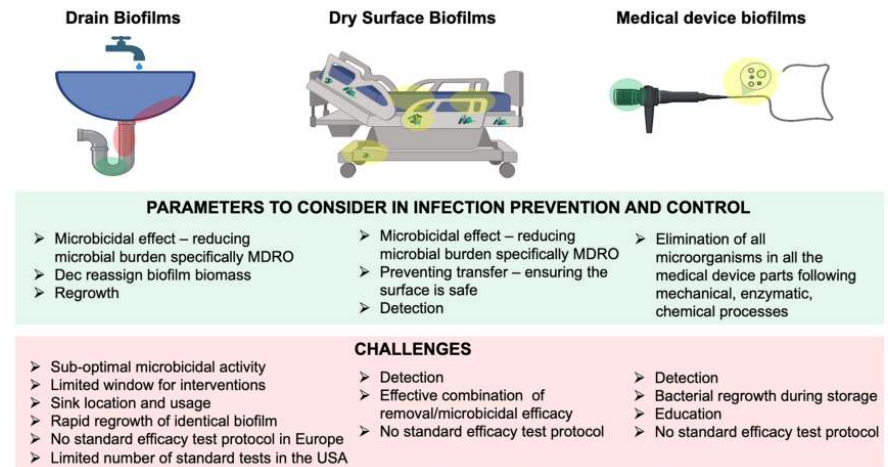 Drain Biofilms
Dry Surface Biofilms
Medical device biofilms
PARAMETERS TO CONSIDER IN INFECTION PREVENTION AND CONTROL
➢ Microbicidal effect – reducing
microbial burden specifically MDRO
➢ Dec reassign biofilm biomass
➢ Regrowth
➢ Microbicidal effect – reducing
microbial burden specifically MDRO
➢ Preventing transfer – ensuring the
surface is safe
➢ Detection
➢ Elimination of all
microorganisms in all the
medical device parts following
mechanical, enzymatic,
chemical processes
CHALLENGES
➢ Sub-optimal microbicidal activity
➢ Limited window for interventions
➢ Sink location and usage
➢ Rapid regrowth of identical biofilm
➢ No standard efficacy test protocol in Europe
➢ Limited number of standard tests in the USA
➢ Detection
➢ Effective combination of
removal/microbicidal efficacy
➢ No standard efficacy test protocol
➢ Detection
➢ Bacterial regrowth during storage
➢ Education
➢ No standard efficacy test protocol